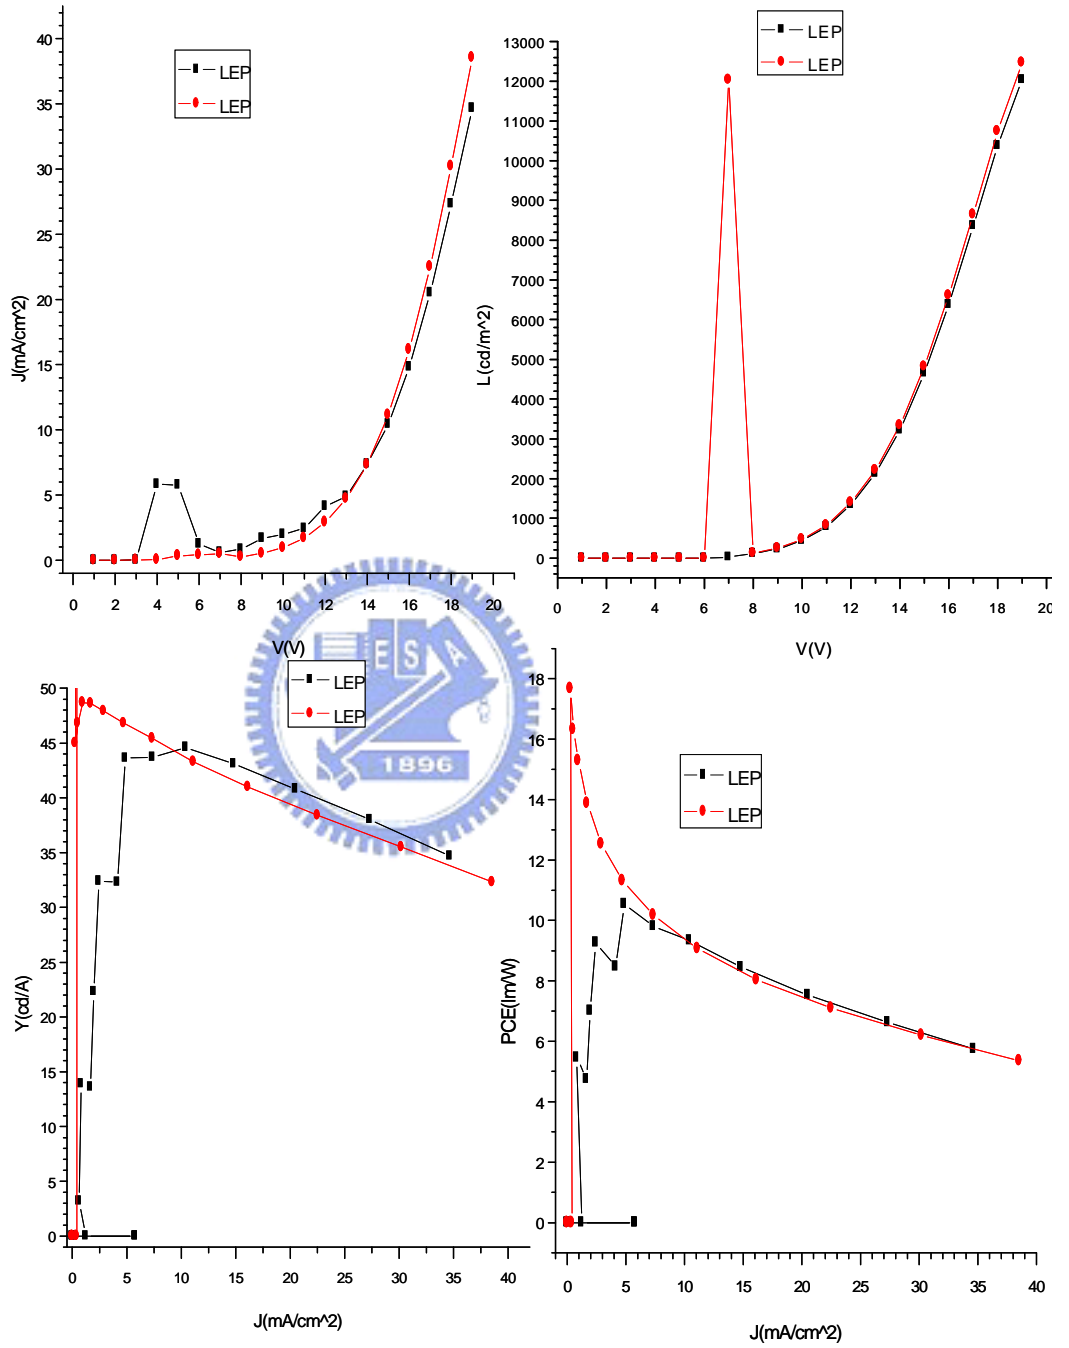 LEP
LEP
40
35
30
25
20
15
10
5
0
J(mA/cm^2)
0 2 4 6 8 10 12 14 16 18 20
V(V)
LEP
LEP
13000
12000
11000
10000
9000
8000
7000
6000
5000
4000
3000
2000
1000
0
L(cd/m^2)
0 2 4 6 8 10 12 14 16 18 20
V(V)
E S A
1896
LEP
LEP
50
45
40
35
30
25
20
15
10
5
0
Y(cd/A)
0 5 10 15 20 25 30 35 40
J(mA/cm^2)
LEP
LEP
18
16
14
12
10
8
6
4
2
0
PCE(lm/W)
0 5 10 15 20 25 30 35 40
J(mA/cm^2)